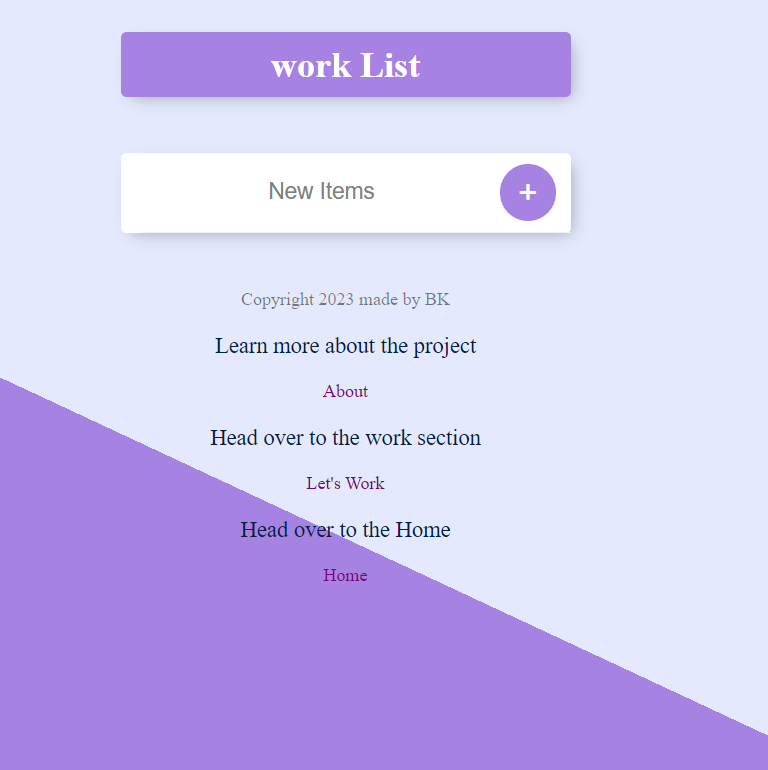 work List
New Items
+
Copyright 2023 made by BK
Learn more about the project
About
Head over to the work section
Let's Work
Head over to the Home
Home